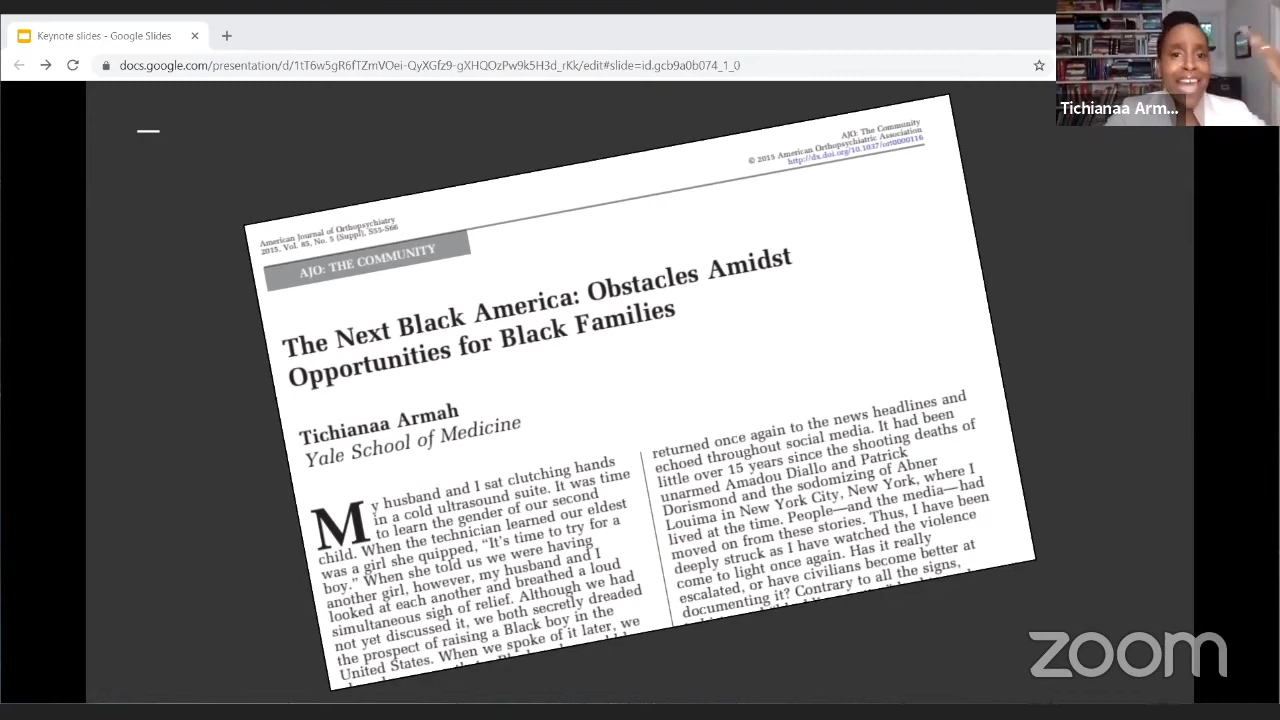 Keynote slides - Google Slides
Tichianaa Arm...
AJO: The Community
© 2015 American Orthopsychiatric Association
http://dx.doi.org/10.1037/ort0000116
American Journal of Orthopsychiatry
2015, Vol. 85, No. 5 (Suppl), S55-S66
AJO: THE COMMUNITY
The Next Black America: Obstacles Amidst
Opportunities for Black Families
Tichianaa Armah
Yale School of Medicine
My husband and I sat clutching hands
in a cold ultrasound suite. It was time
to learn the gender of our second
child. When the technician learned our eldest
was a girl she quipped, “It’s time to try for a
boy.” When she told us we were having
another girl, however, my husband and I
looked at each another and breathed a loud
simultaneous sigh of relief. Although we had
not yet discussed it, we both secretly dreaded
the prospect of raising a Black boy in the
United States. When we spoke of it later, we
returned once again to the news headlines and
echoed throughout social media. It had been
little over 15 years since the shooting deaths of
unarmed Amadou Diallo and Patrick
Dorismond and the sodomizing of Abner
Louima in New York City, New York, where I
lived at the time. People—and the media—had
moved on from these stories. Thus, I have been
deeply struck as I have watched the violence
come to light once again. Has it really
escalated, or have civilians become better at
documenting it? Contrary to all the signs,
zoom